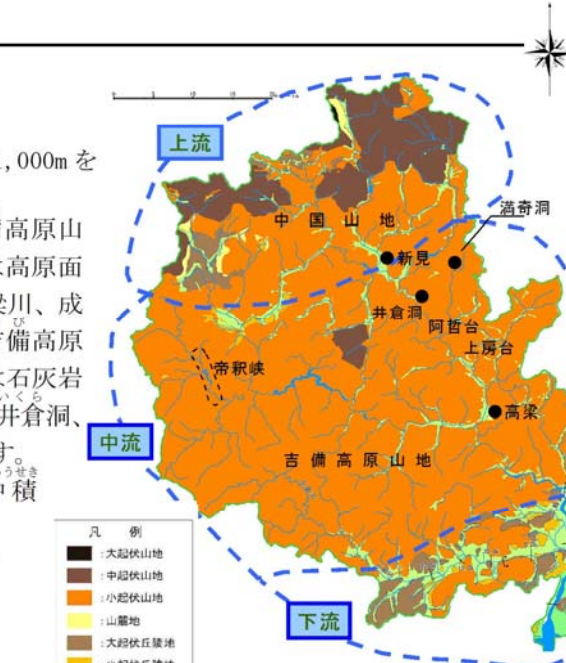 ,000mを
高原山
は高原面
梁川、成
吉備高原
は石灰岩
井倉洞、
す。
中積
上流
中国山地
満奇洞
新見
井倉洞
阿哲台
上房台
帝釈峡
高梁
中流
吉備高原山地
下流
凡例
:大起伏山地
:中起伏山地
:小起伏山地
:山麓地
:大起伏丘陵地